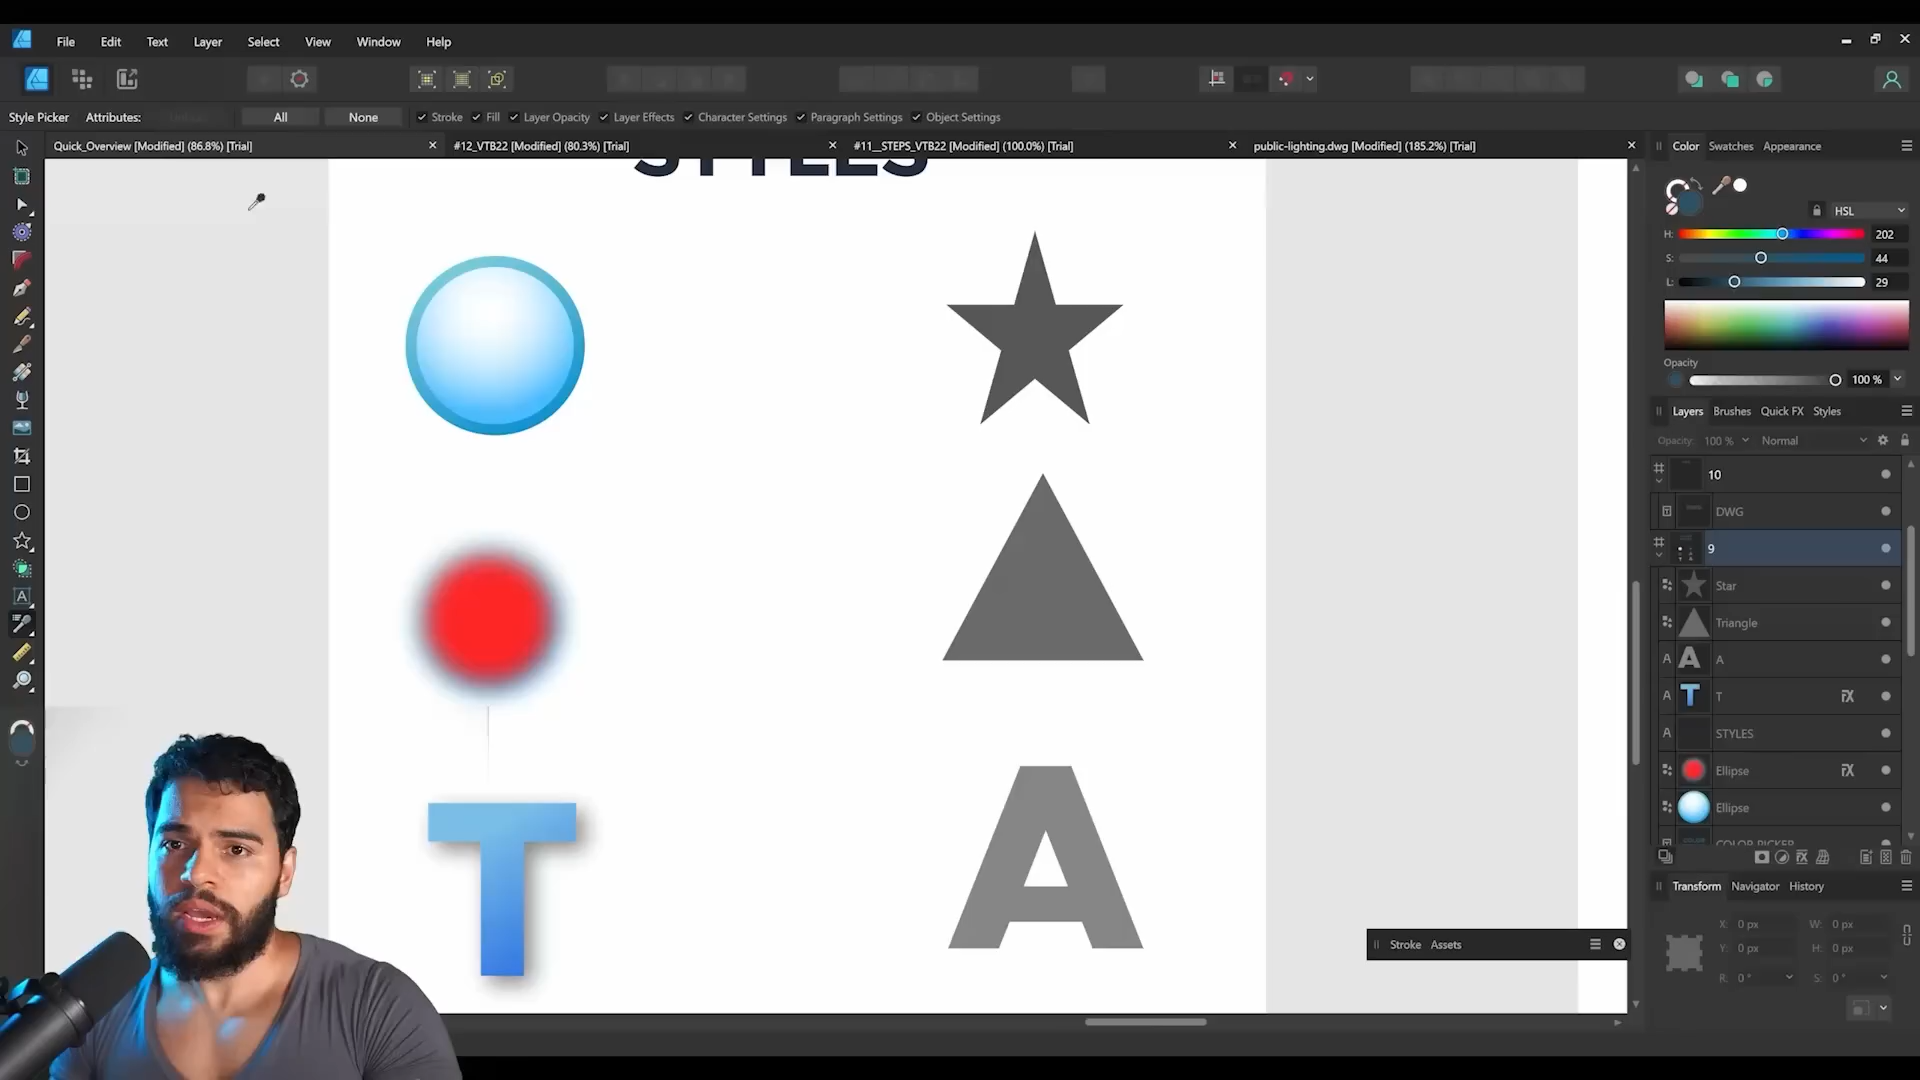 File Edit Text Layer Select View Window Help
Style Picker Attributes: All None Stroke Fill Layer Opacity Layer Effects Character Settings Paragraph Settings Object Settings
Quick_Overview [Modified] (86.8%) [Trial] #12_VTB22 [Modified] (80.3%) [Trial] #11__STEPS_VTB22 [Modified] (100.0%) [Trial] public-lighting.dwg [Modified] (185.2%) [Trial]
Color Swatches Appearance
STYLES
HSL
H: 202
S: 44
L: 29
Opacity
100 %
Layers Brushes Quick FX Styles
Opacity: 100 % Normal
10
DWG
9
Star
Triangle
A A
A T
A STYLES
Ellipse
Ellipse
COLOR PICKER
T
A
Transform Navigator History
X: 0 px W: 0 px
Y: 0 px H: 0 px
R: 0 ° S: 0 °
Stroke Assets